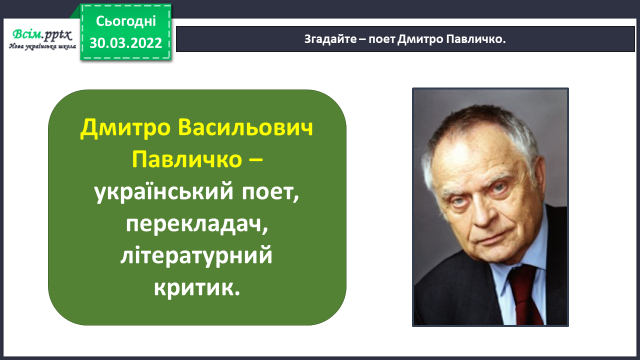 Всім.pptx
Нова українська школа
Сьогодні
30.03.2022
Згадайте – поет Дмитро Павличко.
Дмитро Васильович
Павличко –
український поет,
перекладач,
літературний
критик.